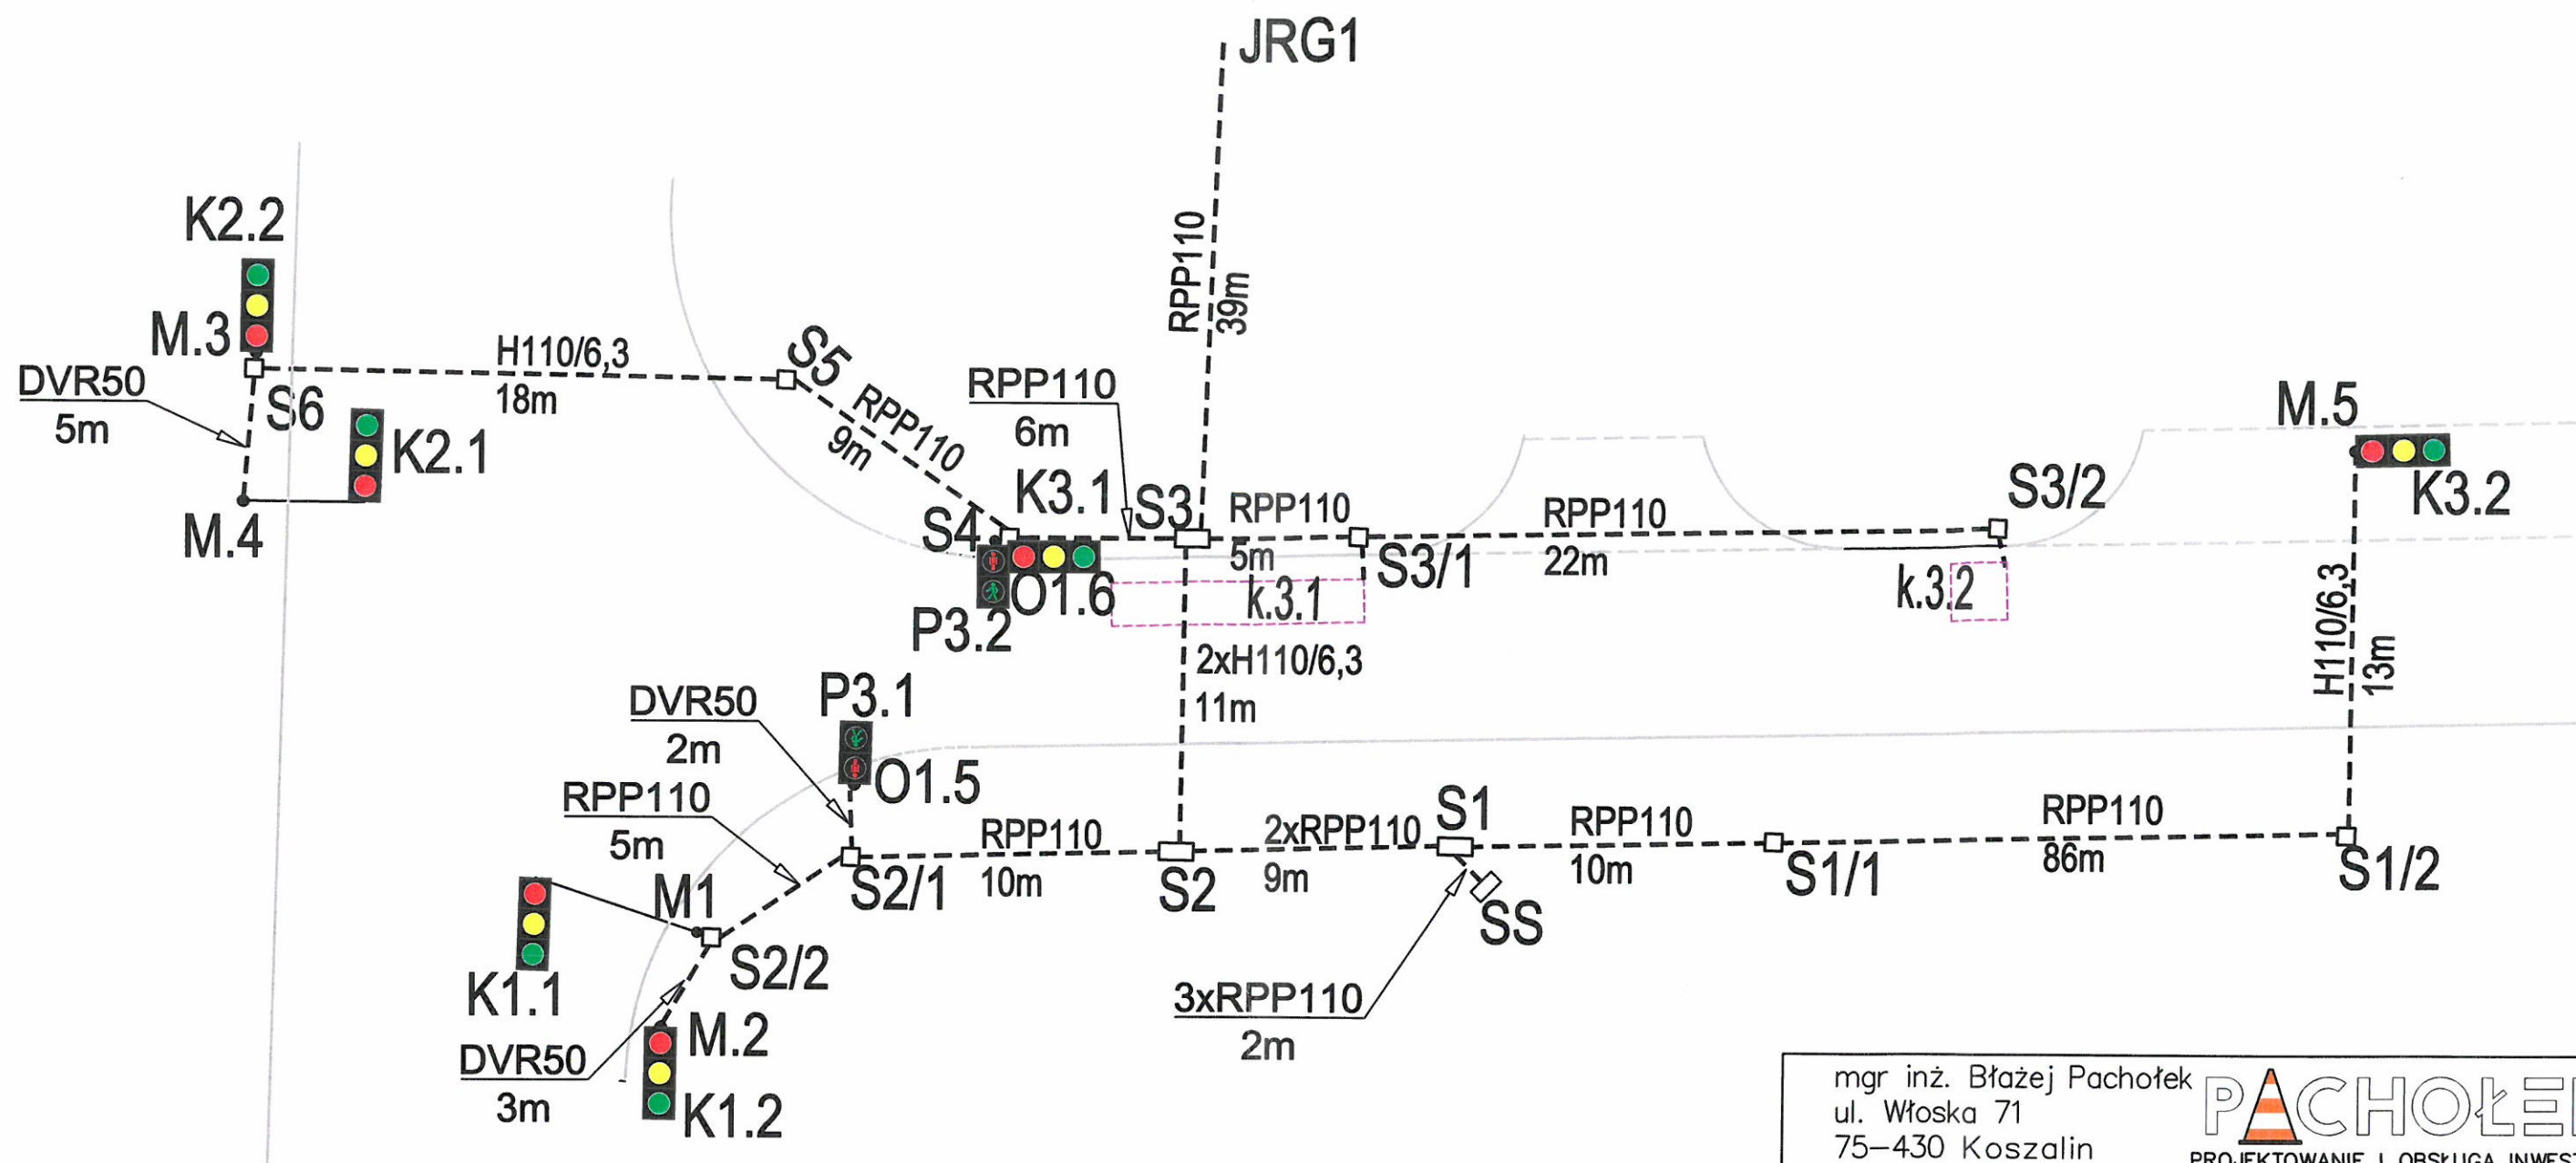 JRG1
RPP110
39m
K2.2
M.3
DVR50
5m
S6
H110/6,3
18m
K2.1
M.4
S5
RPP110
9m
RPP110
6m
K3.1
S4
S3
RPP110
5m
S3/1
RPP110
22m
S3/2
M.5
K3.2
O1.6
P3.2
k.3.1
k.3.2
2xH110/6,3
11m
H110/6,3
13m
P3.1
DVR50
2m
O1.5
RPP110
5m
S2/1
RPP110
10m
S2
2xRPP110
9m
S1
RPP110
10m
S1/1
RPP110
86m
S1/2
SS
3xRPP110
2m
M1
K1.1
S2/2
DVR50
3m
M.2
K1.2
mgr inż. Błażej Pachołek
ul. Włoska 71
75-430 Koszalin
PACHOŁE
PROJEKTOWANIE I OBSŁUGA INWES